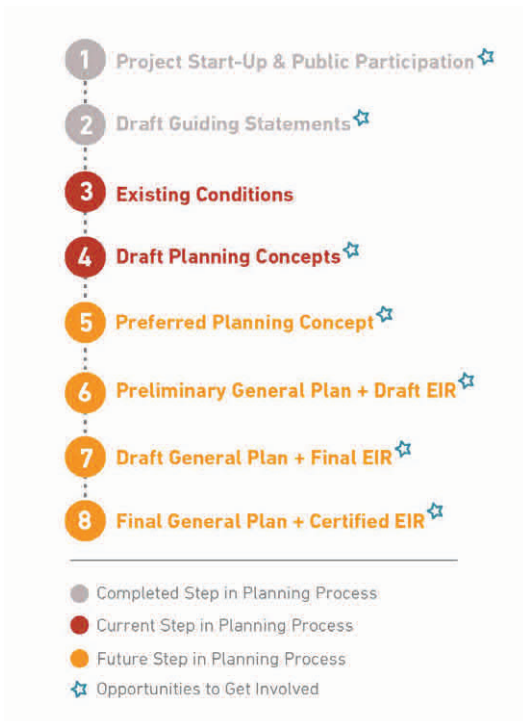 1 Project Start-Up & Public Participation
2 Draft Guiding Statements
3 Existing Conditions
4 Draft Planning Concepts
5 Preferred Planning Concept
6 Preliminary General Plan + Draft EIR
7 Draft General Plan + Final EIR
8 Final General Plan + Certified EIR
Completed Step in Planning Process
Current Step in Planning Process
Future Step in Planning Process
Opportunities to Get Involved